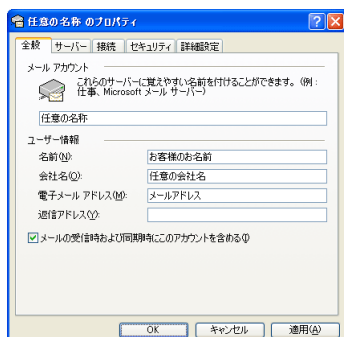 任意の名称 のプロパティ
全般 サーバー 接続 セキュリティ 詳細設定
メール アカウント
これらのサーバーに覚えやすい名前を付けることができます。(例 :
仕事、Microsoft メール サーバー)
任意の名称
ユーザー情報
名前(N): お客様のお名前
会社名(O): 任意の会社名
電子メール アドレス(M): メールアドレス
返信アドレス(Y):
メールの受信時および同期時にこのアカウントを含める(I)
OK キャンセル 適用(A)